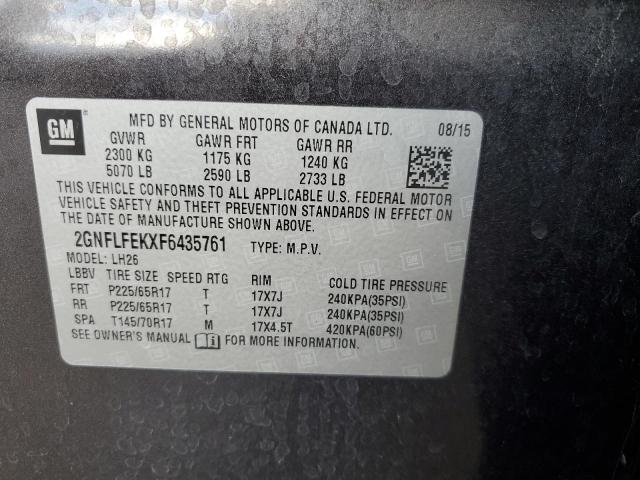 GM
MFD BY GENERAL MOTORS OF CANADA LTD. 08/15
GVWR GAWR FRT GAWR RR
2300 KG 1175 KG 1240 KG
5070 LB 2590 LB 2733 LB
THIS VEHICLE CONFORMS TO ALL APPLICABLE U.S. FEDERAL MOTOR
VEHICLE SAFETY AND THEFT PREVENTION STANDARDS IN EFFECT ON
THE DATE OF MANUFACTURE SHOWN ABOVE.
2GNFLFEKXF6435761 TYPE: M.P.V.
MODEL: LH26
LBBV TIRE SIZE SPEED RTG RIM COLD TIRE PRESSURE
FRT P225/65R17 T 17X7J 240KPA(35PSI)
RR P225/65R17 T 17X7J 240KPA(35PSI)
SPA T145/70R17 M 17X4.5T 420KPA(60PSI)
SEE OWNER'S MANUAL FOR MORE INFORMATION.